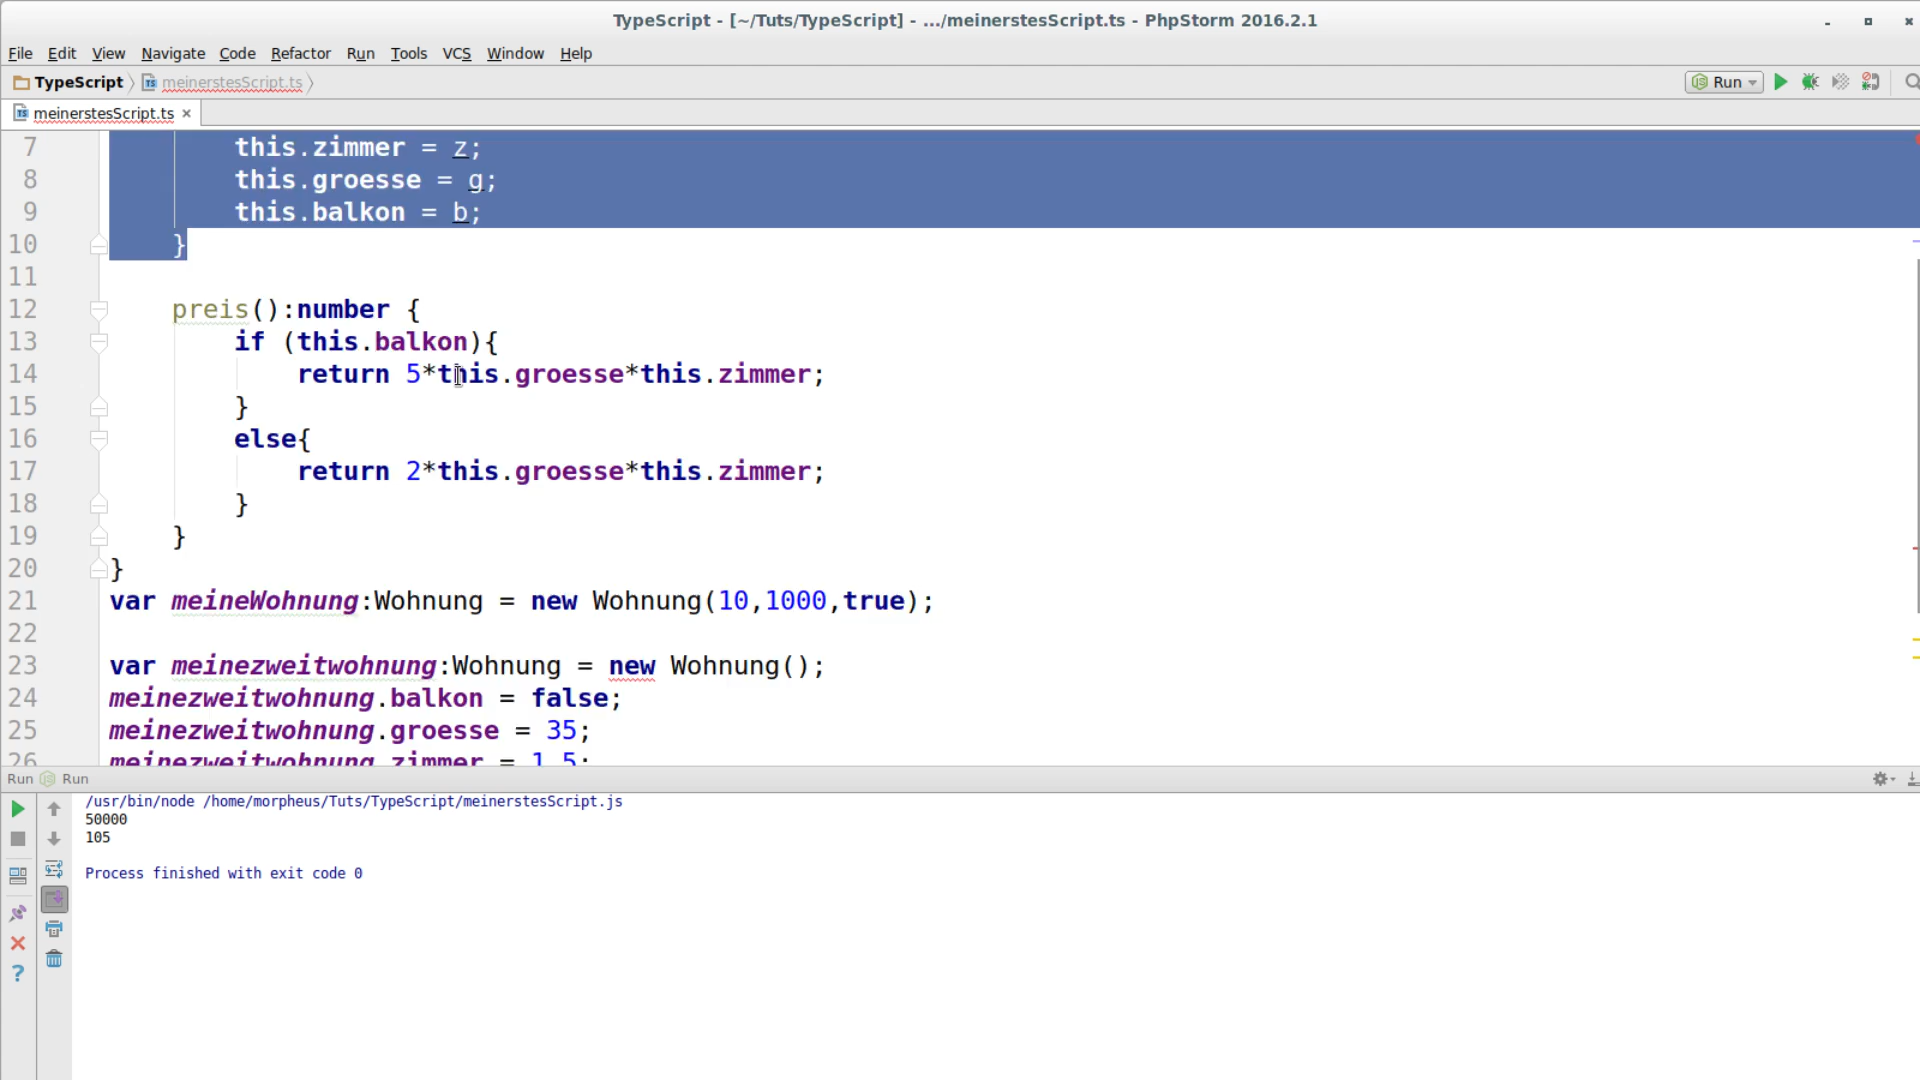 TypeScript - [~/Tuts/TypeScript] - .../meinerstesScript.ts - PhpStorm 2016.2.1
File Edit View Navigate Code Refactor Run Tools VCS Window Help
TypeScript meinerstesScript.ts Run
meinerstesScript.ts
7 this.zimmer = z;
8 this.groesse = g;
9 this.balkon = b;
10 }
11
12 preis():number {
13 if (this.balkon){
14 return 5*this.groesse*this.zimmer;
15 }
16 else{
17 return 2*this.groesse*this.zimmer;
18 }
19 }
20 }
21 var meineWohnung:Wohnung = new Wohnung(10,1000,true);
22
23 var meinezweitwohnung:Wohnung = new Wohnung();
24 meinezweitwohnung.balkon = false;
25 meinezweitwohnung.groesse = 35;
26 meinezweitwohnung.zimmer = 1.5;
Run Run
/usr/bin/node /home/morpheus/Tuts/TypeScript/meinerstesScript.js
50000
105
Process finished with exit code 0